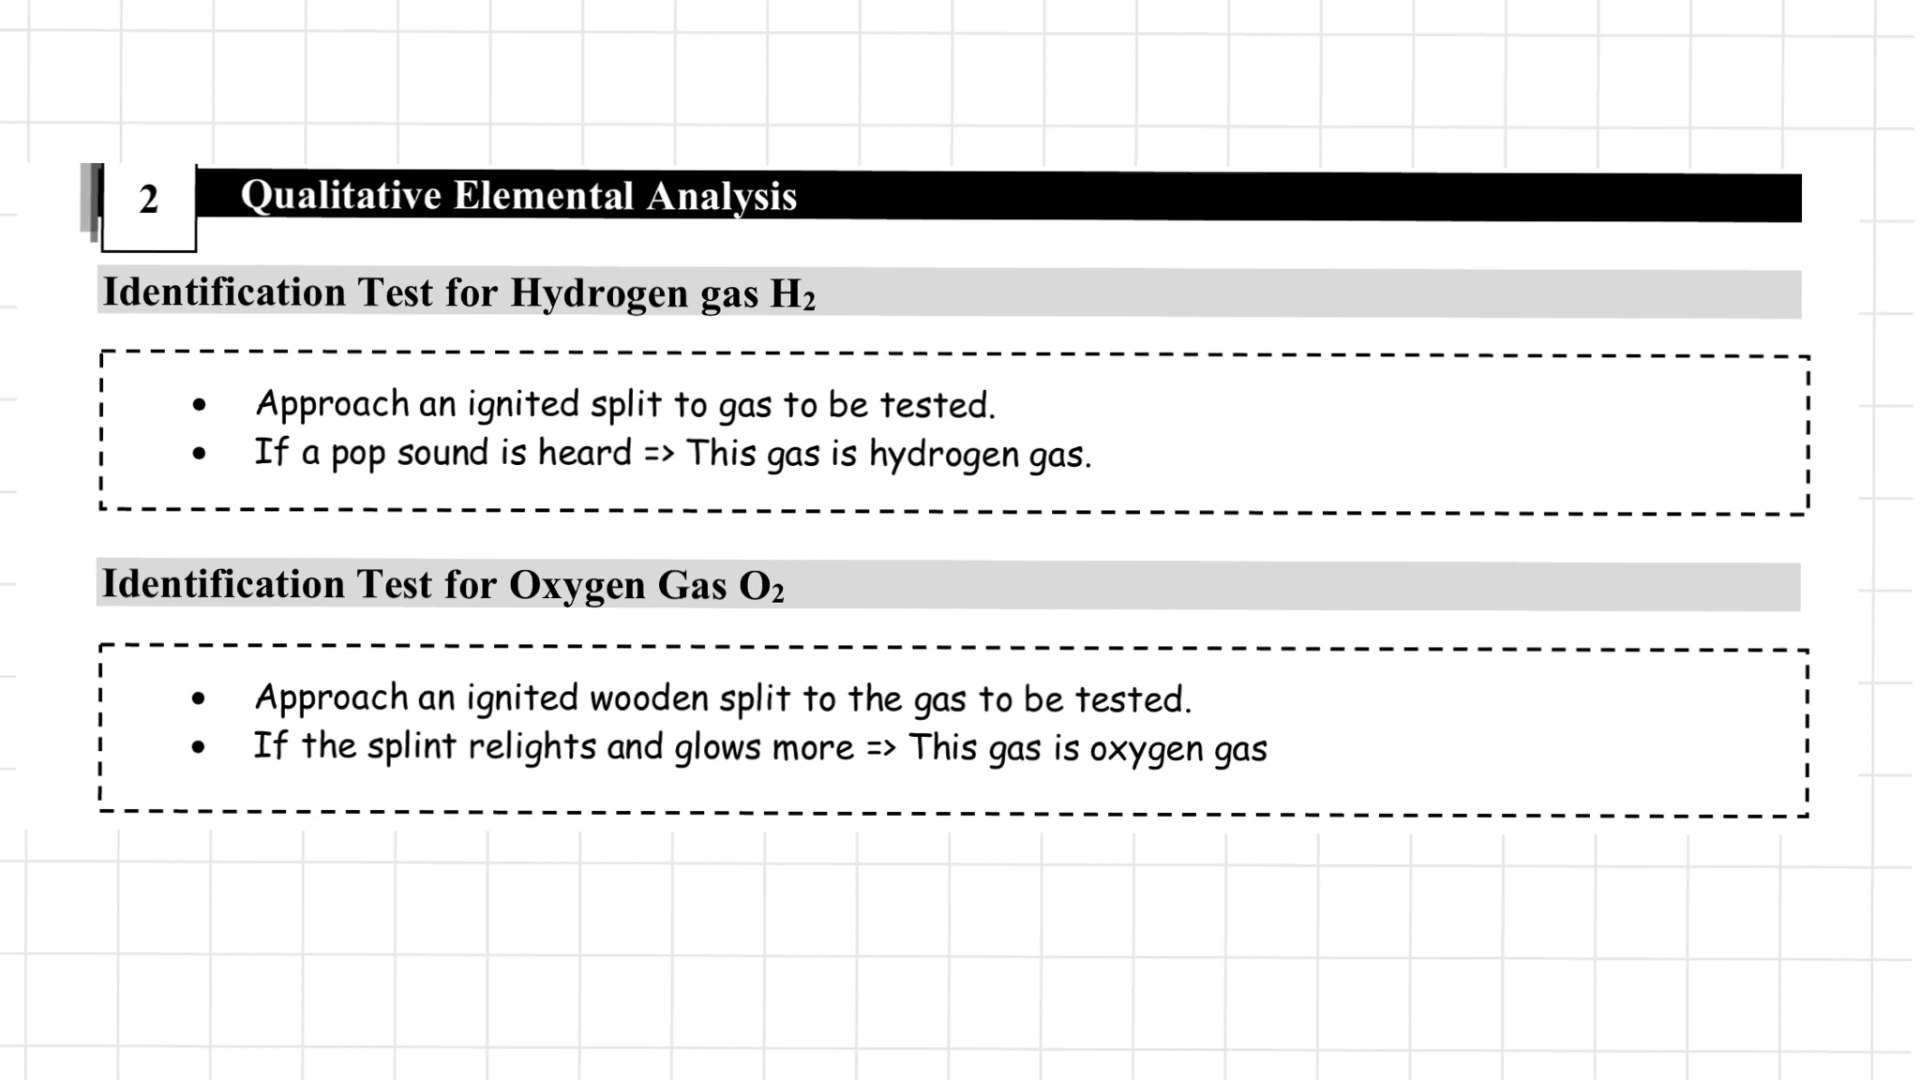 2
Qualitative Elemental Analysis
Identification Test for Hydrogen gas H₂
• Approach an ignited split to gas to be tested.
• If a pop sound is heard => This gas is hydrogen gas.
Identification Test for Oxygen Gas O₂
• Approach an ignited wooden split to the gas to be tested.
• If the splint relights and glows more => This gas is oxygen gas